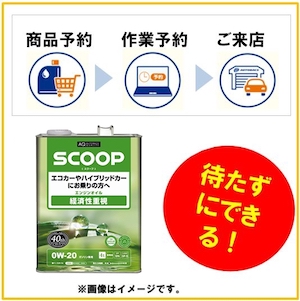 商品予約
作業予約
ご来店
SCOOP
エコカーやハイブリッドカー
にお乗りの方へ
エンジンオイル
経済性重視
40th
0W-20
待たず
にでき
る！
※画像はイメージです。